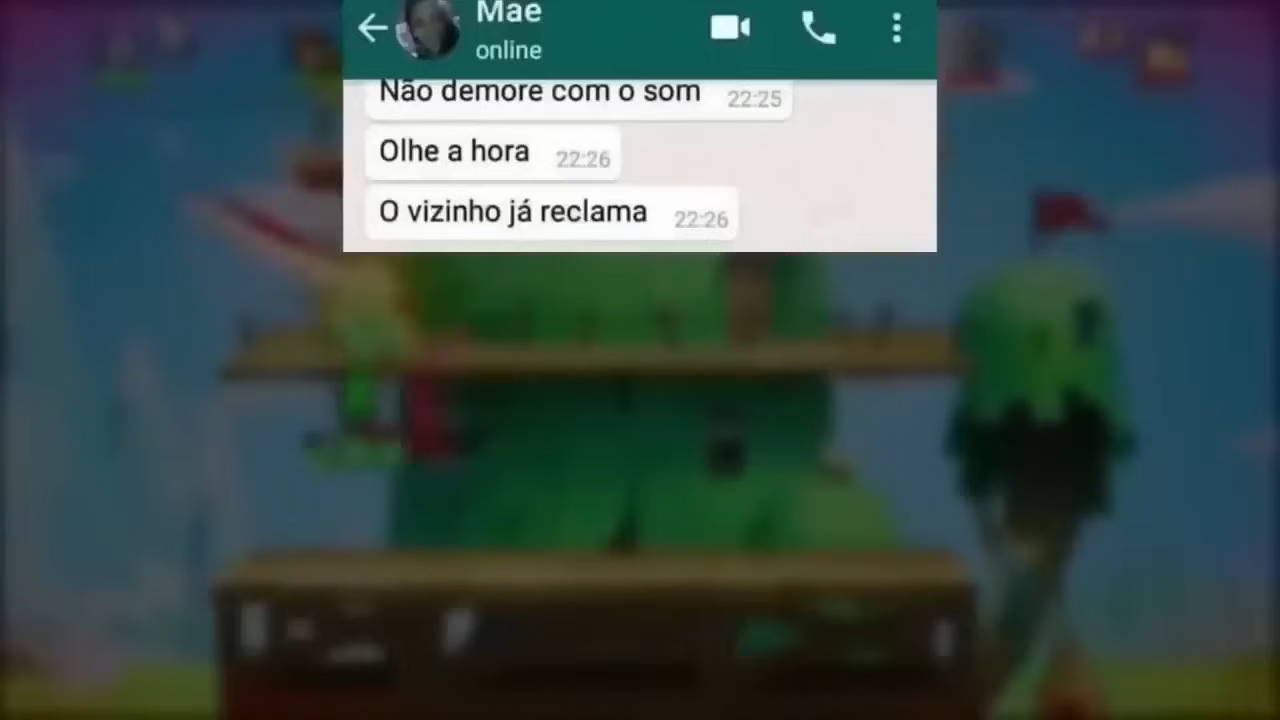 Mae
online
Não demore com o som 22:25
Olhe a hora 22:26
O vizinho já reclama 22:26